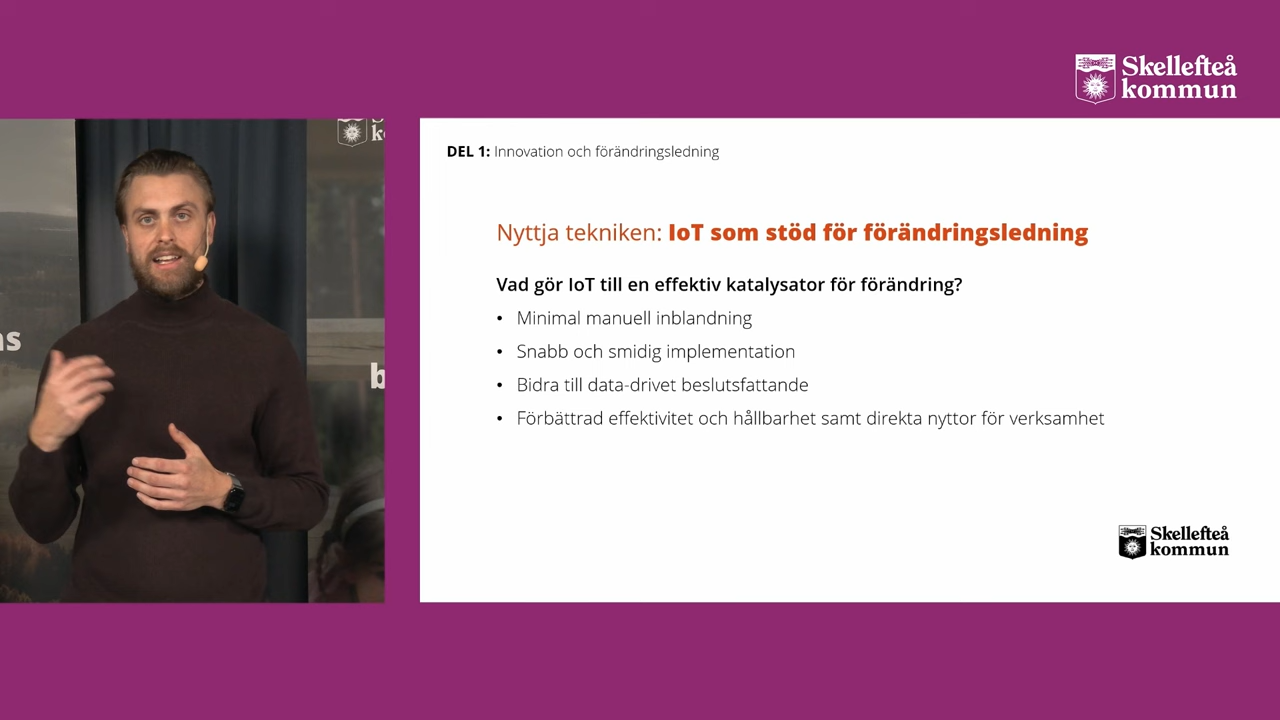 Skellefteå
kommun
DEL 1: Innovation och förändringsledning
Nyttja tekniken: IoT som stöd för förändringsledning
Vad gör IoT till en effektiv katalysator för förändring?
• Minimal manuell inblandning
• Snabb och smidig implementation
• Bidra till data-drivet beslutsfattande
• Förbättrad effektivitet och hållbarhet samt direkta nyttor för verksamhet
Skellefteå
kommun